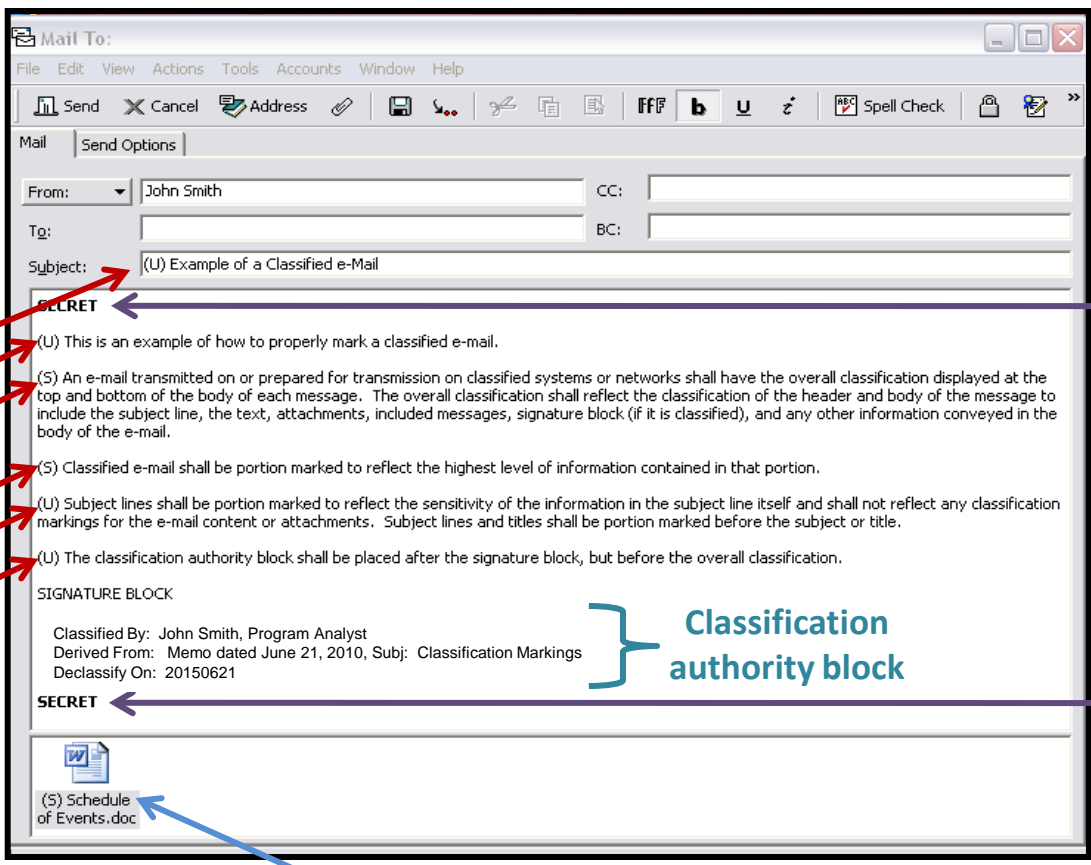 Mail To:
File Edit View Actions Tools Accounts Window Help
Send Cancel Address b U i ABC Spell Check »
Mail Send Options
From: John Smith CC:
To: BC:
Subject: (U) Example of a Classified e-Mail
SECRET
(U) This is an example of how to properly mark a classified e-mail.
(S) An e-mail transmitted on or prepared for transmission on classified systems or networks shall have the overall classification displayed at the
top and bottom of the body of each message. The overall classification shall reflect the classification of the header and body of the message to
include the subject line, the text, attachments, included messages, signature block (if it is classified), and any other information conveyed in the
body of the e-mail.
(S) Classified e-mail shall be portion marked to reflect the highest level of information contained in that portion.
(U) Subject lines shall be portion marked to reflect the sensitivity of the information in the subject line itself and shall not reflect any classification
markings for the e-mail content or attachments. Subject lines and titles shall be portion marked before the subject or title.
(U) The classification authority block shall be placed after the signature block, but before the overall classification.
SIGNATURE BLOCK
Classified By: John Smith, Program Analyst
Derived From: Memo dated June 21, 2010, Subj: Classification Markings
Declassify On: 20150621
Classification
authority block
SECRET
W
(S) Schedule
of Events.doc